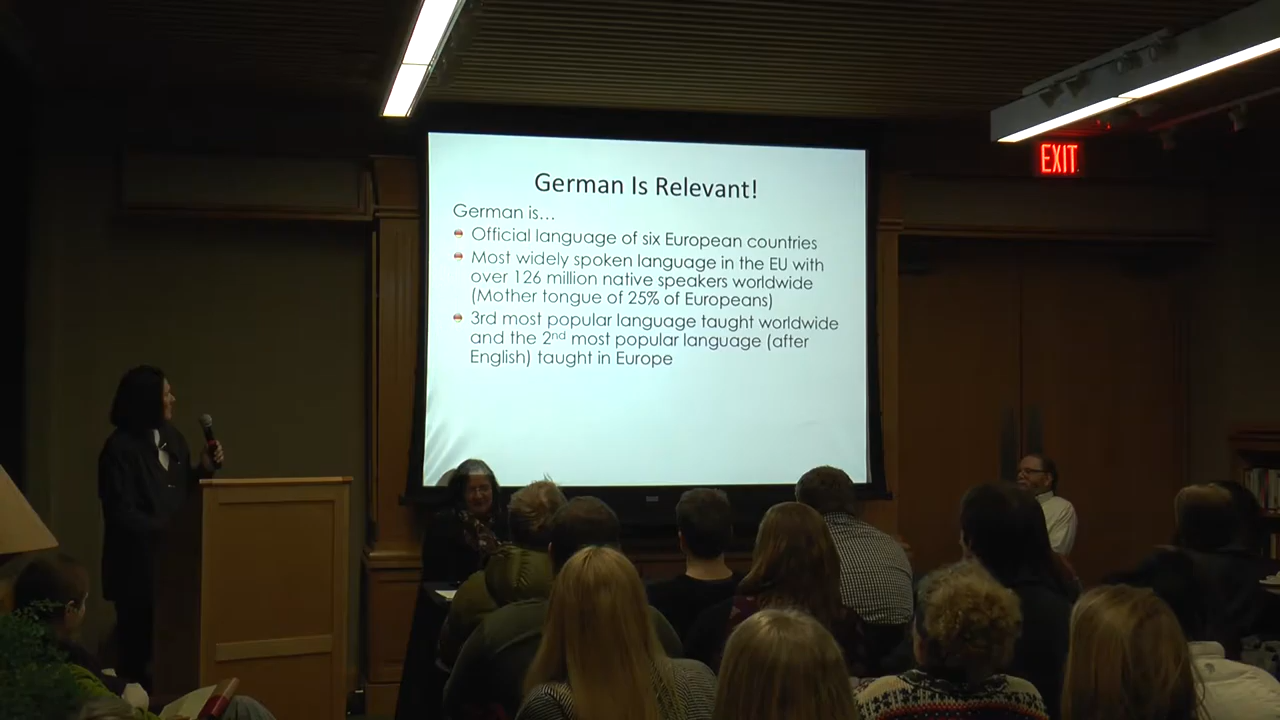 German Is Relevant!
German is...
Official language of six European countries
Most widely spoken language in the EU with
over 126 million native speakers worldwide
(Mother tongue of 25% of Europeans)
3rd most popular language taught worldwide
and the 2nd most popular language (after
English) taught in Europe
EXIT